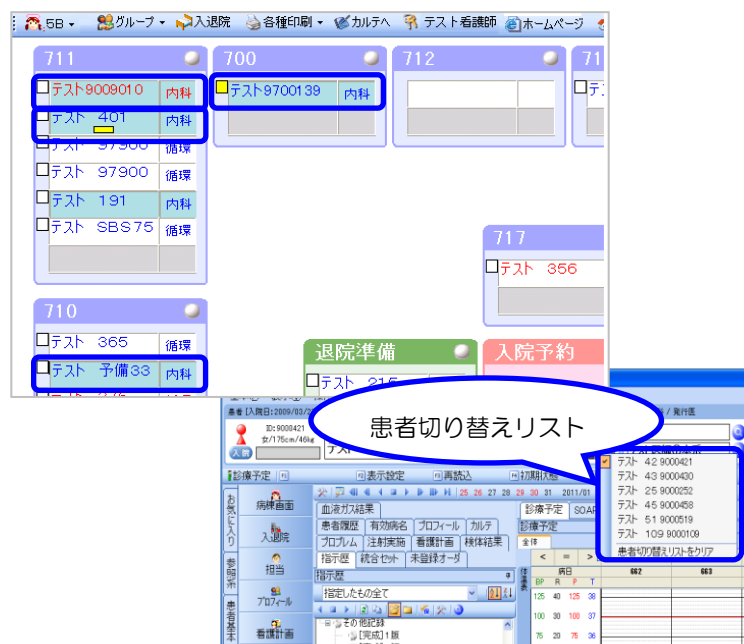 5B グループ 入退院 各種印刷 カルテへ テスト看護師 ホームページ
711
テスト9009010 内科
テスト 401 内科
テスト 97900 循環
テスト 97900 循環
テスト 191 内科
テスト SBS75 循環
700
テスト9700139 内科
712
71
717
テスト 356
710
テスト 365 循環
テスト 予備33 内科
退院準備
入院予約
患者切り替えリスト
ID:9000421
女/175cm/46kg
入院
/ 発行医
診療予定 表示設定 再読込 初期状態
テスト 42 9000421
テスト 43 9000430
テスト 25 9000252
テスト 45 9000458
テスト 51 9000519
テスト 109 9000109
患者切り替えリストをクリア
お気に入り
参照系
患者基本
病棟画面
入退院
担当
プロフィール
看護計画
25 26 27 28 29 30 31 2011/01
血液ガス結果
患者履歴 有効病名 プロフィール カルテ
プロブレム 注射実施 看護計画 検体結果
指示歴 統合セット 未登録オーダ
指示歴
指定したもの全て
その他記録
[完成]1版
診療予定 SOAP
診療予定
全体
< = >
病日 662 663
BP R P T
125 40 125 38
100 30 100 37
75 20 75 36